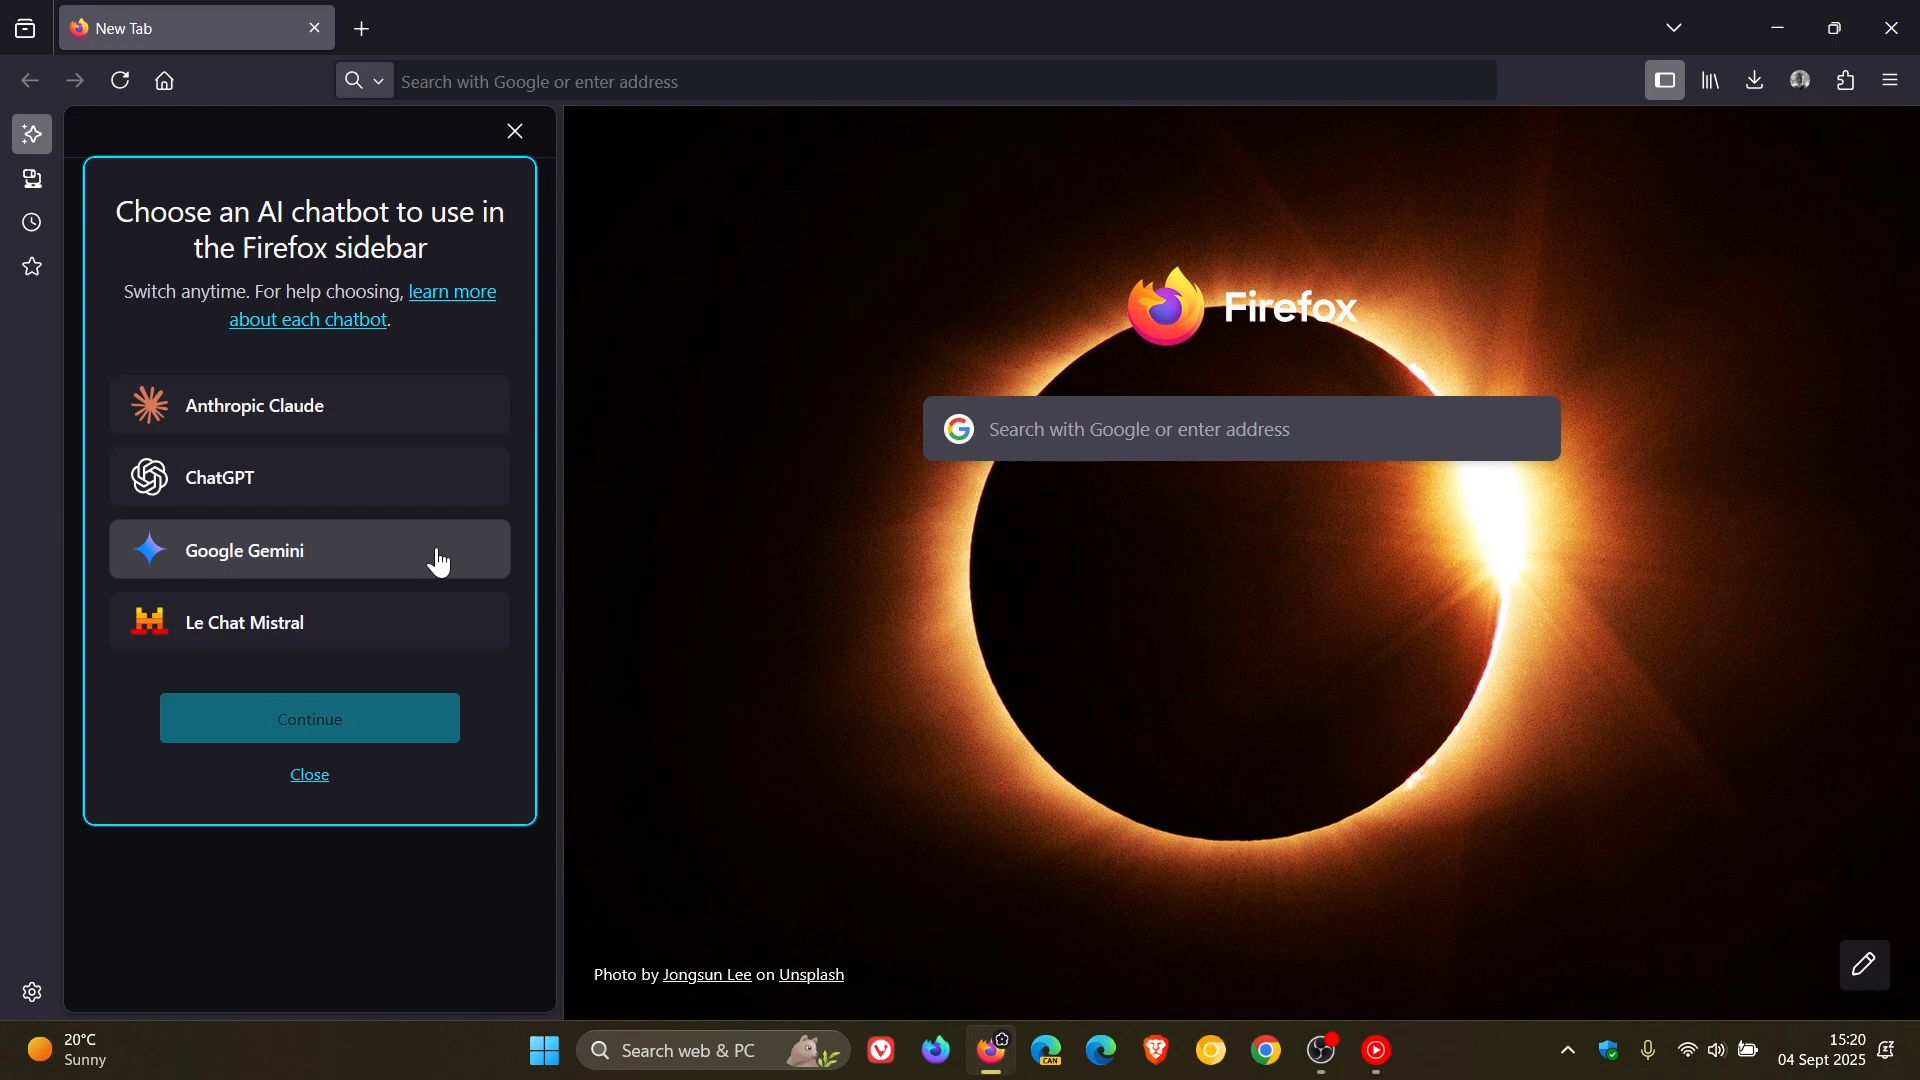 New Tab
Search with Google or enter address
Choose an AI chatbot to use in
the Firefox sidebar
Switch anytime. For help choosing, learn more
about each chatbot.
Anthropic Claude
ChatGPT
Google Gemini
Le Chat Mistral
Continue
Close
Firefox
Search with Google or enter address
Photo by Jongsun Lee on Unsplash
20°C
Sunny
Search web & PC
CAN
15:20
04 Sept 2025